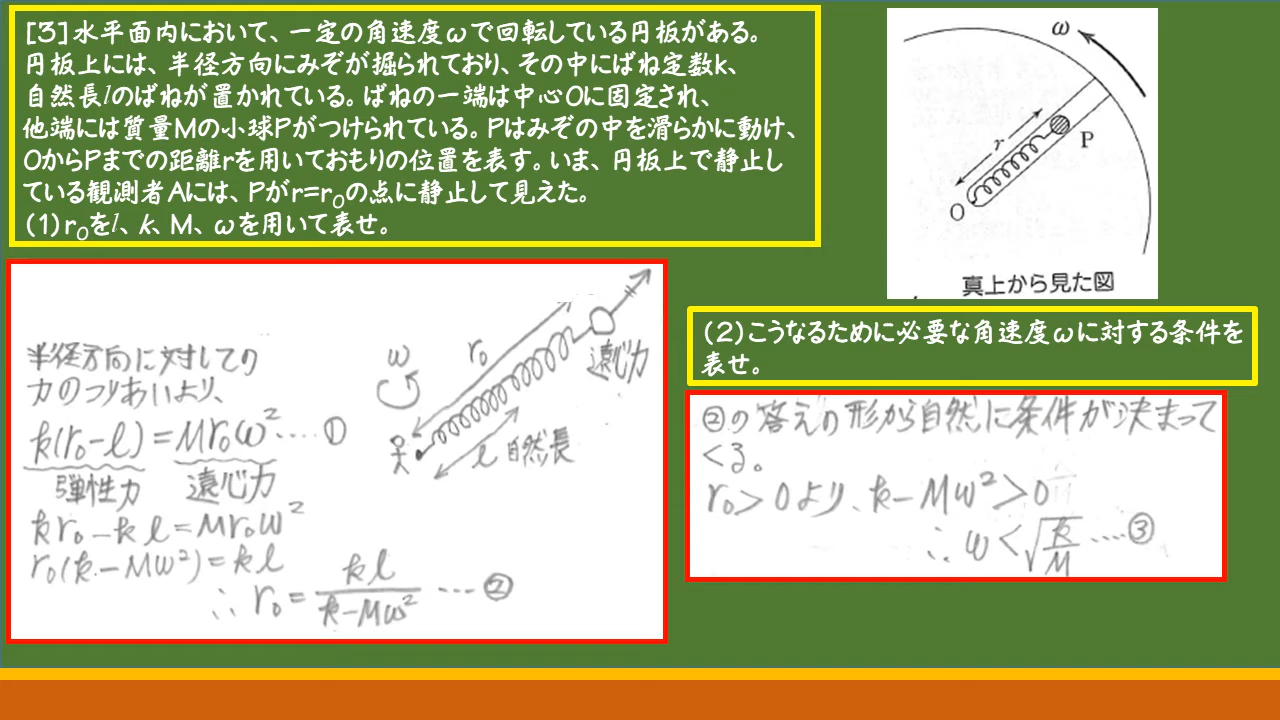 [3]水平面内において、一定の角速度ωで回転している円板がある。
円板上には、半径方向にみぞが掘られており、その中にばね定数k、
自然長lのばねが置かれている。ばねの一端は中心Oに固定され、
他端には質量Mの小球Pがつけられている。Pはみぞの中を滑らかに動け、
OからPまでの距離rを用いておもりの位置を表す。いま、円板上で静止し
ている観測者Aには、Pがr=r₀の点に静止して見えた。
(1)r₀をl、k、M、ωを用いて表せ。
ω
r
P
O
真上から見た図
半径方向に対しての
力のつりあいより、
k(r₀-l)=Mr₀ω²....①
弾性力 遠心力
kr₀-kl=Mr₀ω²
r₀(k-Mω²)=kl
∴r₀=kl/(k-Mω²) ....②
ω
r₀
遠心力
l 自然長
(2)こうなるために必要な角速度ωに対する条件を
表せ。
②の答えの形から自然に条件が決まって
くる。
r₀>0より、k-Mω²>0
∴ω<√(k/M) ....③